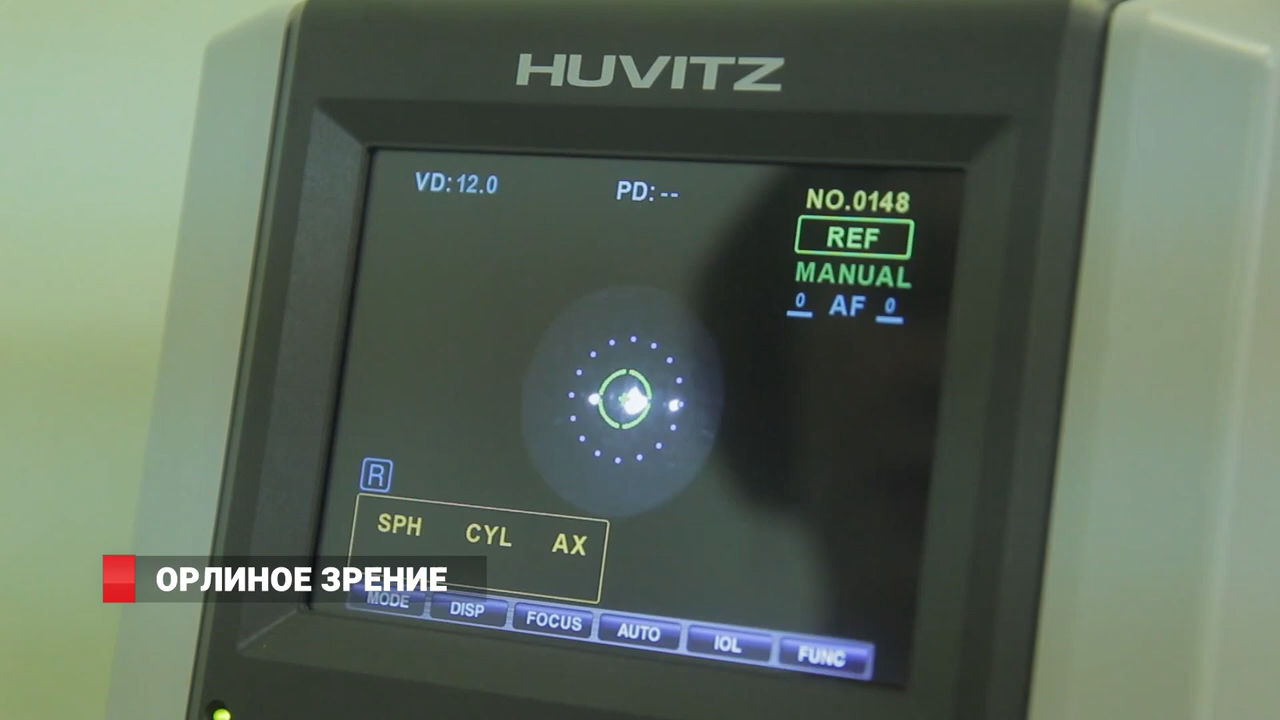 HUVITZ
VD: 12.0 PD: --
NO.0148
REF
MANUAL
0 AF 0
R
SPH CYL AX
ОРЛИНОЕ ЗРЕНИЕ
MODE DISP FOCUS AUTO IOL FUNC